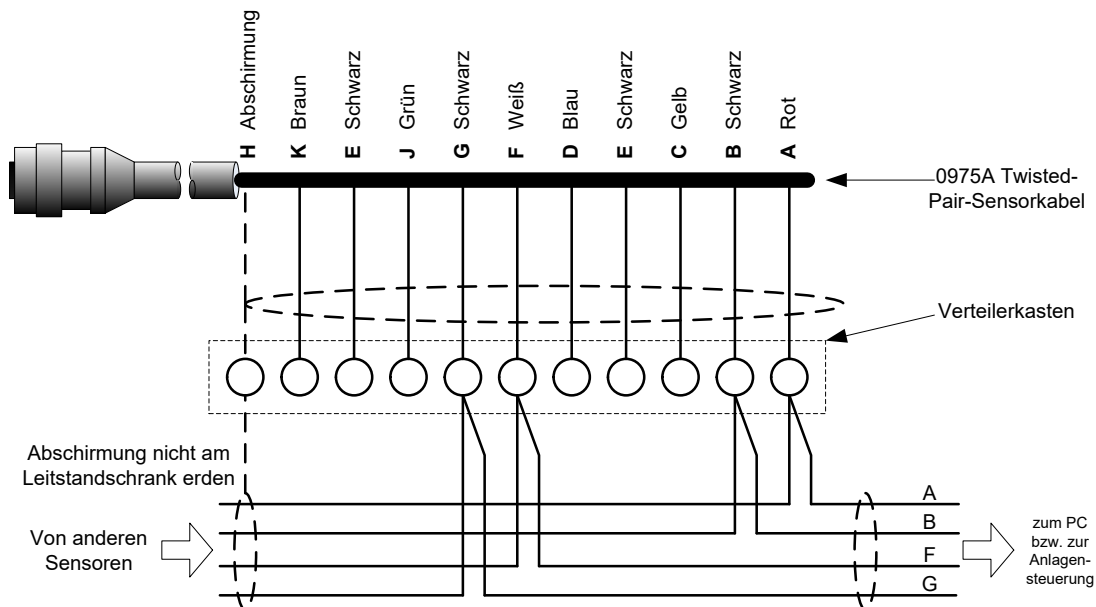 H Abschirmung
K Braun
E Schwarz
J Grün
G Schwarz
F Weiß
D Blau
E Schwarz
C Gelb
B Schwarz
A Rot
0975A Twisted-
Pair-Sensorkabel
Verteilerkasten
Abschirmung nicht am
Leitstandschrank erden
Von anderen
Sensoren
A
B
F
G
zum PC
bzw. zur
Anlagen-
steuerung